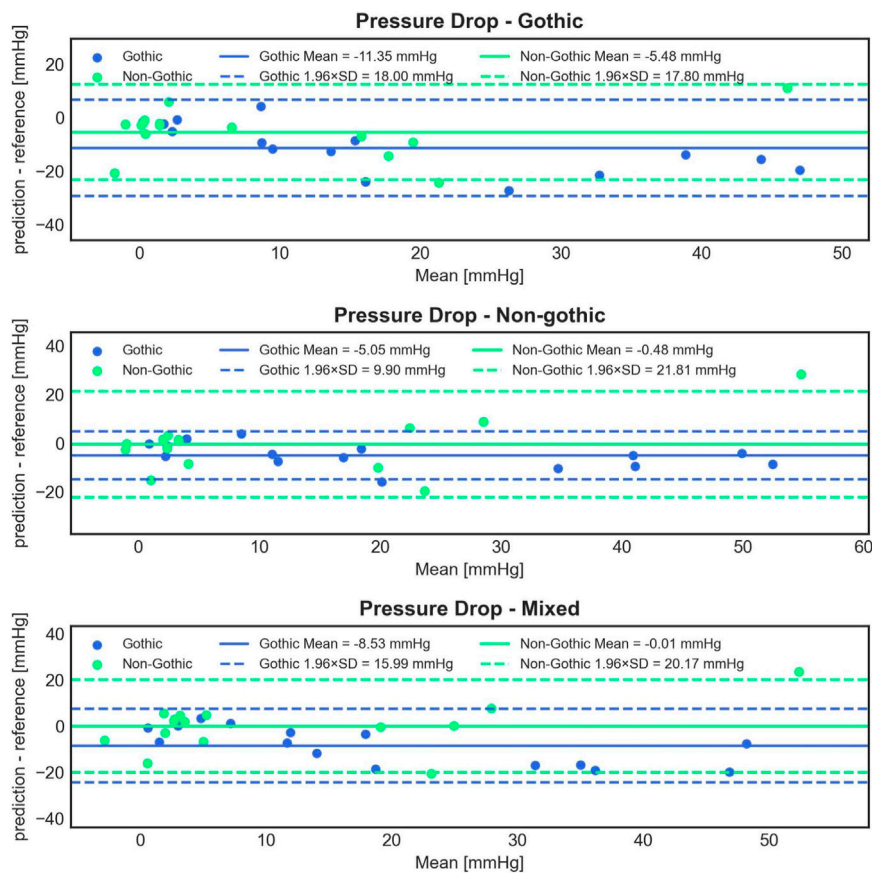 Pressure Drop - Gothic
prediction - reference [mmHg]
Gothic Gothic Mean = -11.35 mmHg Non-Gothic Mean = -5.48 mmHg
Non-Gothic Gothic 1.96×SD = 18.00 mmHg Non-Gothic 1.96×SD = 17.80 mmHg
20
0
−20
−40
0 10 20 30 40 50
Mean [mmHg]
Pressure Drop - Non-gothic
prediction - reference [mmHg]
40
Gothic Gothic Mean = -5.05 mmHg Non-Gothic Mean = -0.48 mmHg
Non-Gothic Gothic 1.96×SD = 9.90 mmHg Non-Gothic 1.96×SD = 21.81 mmHg
20
0
−20
0 10 20 30 40 50 60
Mean [mmHg]
Pressure Drop - Mixed
prediction - reference [mmHg]
40
Gothic Gothic Mean = -8.53 mmHg Non-Gothic Mean = -0.01 mmHg
Non-Gothic Gothic 1.96×SD = 15.99 mmHg Non-Gothic 1.96×SD = 20.17 mmHg
20
0
−20
−40
0 10 20 30 40 50
Mean [mmHg]